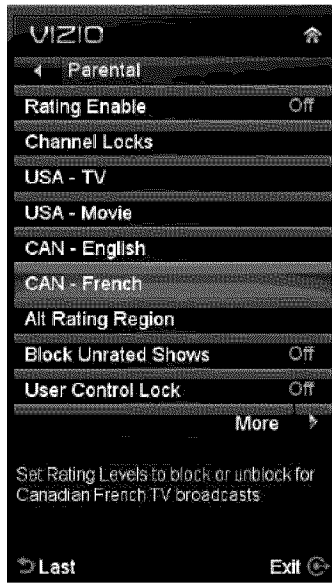 VIZIO
Parental
Rating Enable Off
Channel Locks
USA - TV
USA - Movie
CAN - English
CAN - French
Alt Rating Region
Block Unrated Shows Off
User Control Lock Off
More
Set Rating Levels to block or unblock for
Canadian French TV broadcasts
Last Exit